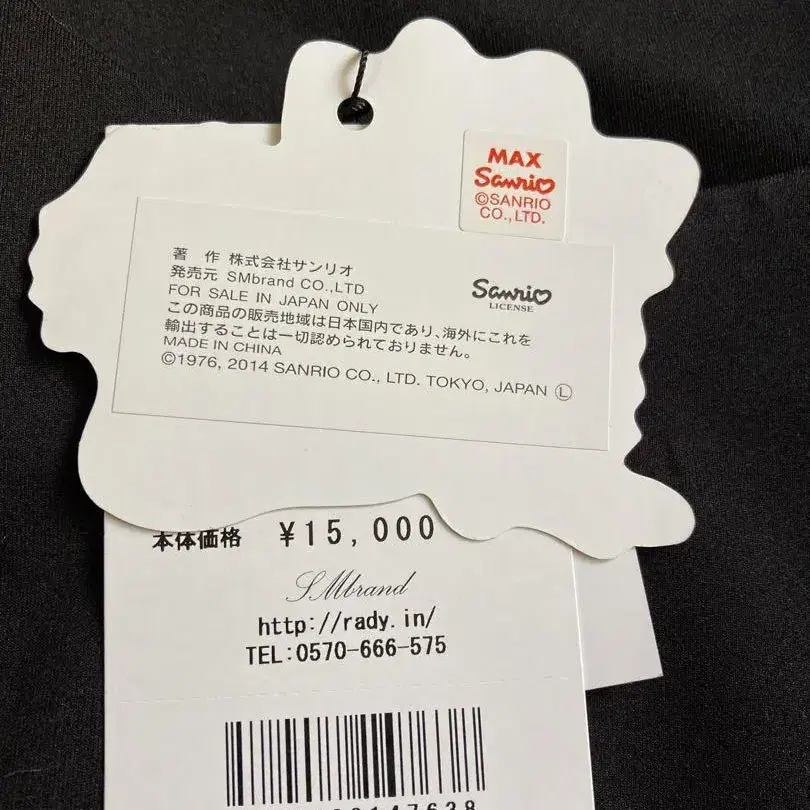 MAX
Sanrio
©SANRIO
CO.,LTD.
著 作 株式会社サンリオ
発売元 SMbrand CO.,LTD
FOR SALE IN JAPAN ONLY
この商品の販売地域は日本国内であり、海外にこれを
輸出することは一切認められておりません。
MADE IN CHINA
©1976, 2014 SANRIO CO., LTD. TOKYO, JAPAN Ⓛ
Sanrio
LICENSE
本体価格 ¥15,000
SMbrand
http://rady.in/
TEL:0570-666-575